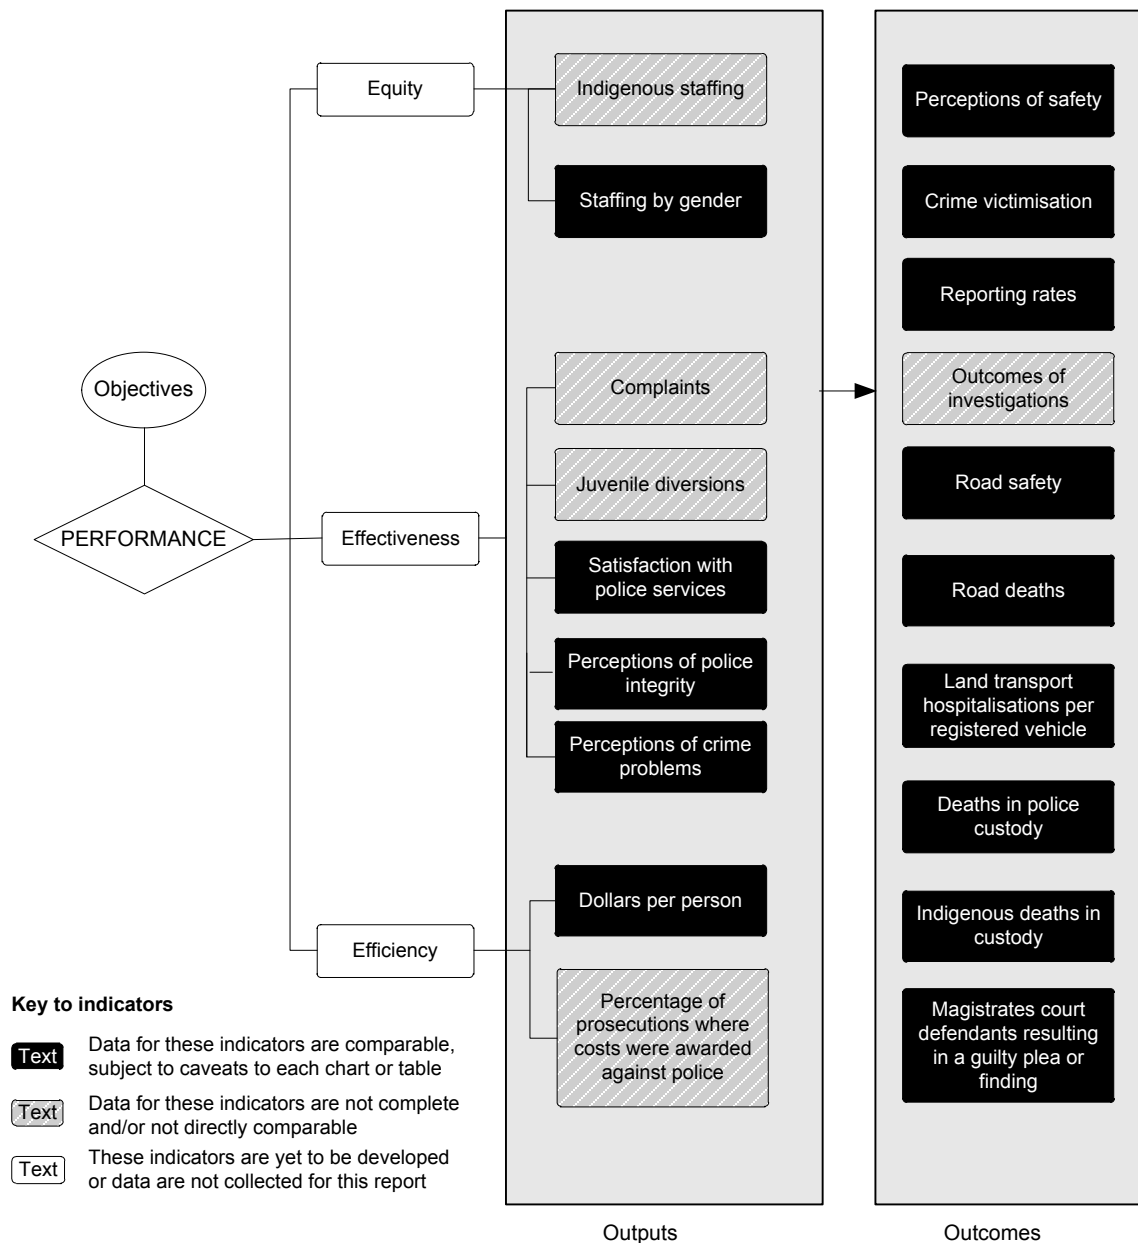 Objectives
PERFORMANCE
Equity
Effectiveness
Efficiency
Indigenous staffing
Staffing by gender
Complaints
Juvenile diversions
Satisfaction with
police services
Perceptions of police
integrity
Perceptions of crime
problems
Dollars per person
Percentage of
prosecutions where
costs were awarded
against police
Outputs
Perceptions of safety
Crime victimisation
Reporting rates
Outcomes of
investigations
Road safety
Road deaths
Land transport
hospitalisations per
registered vehicle
Deaths in police
custody
Indigenous deaths in
custody
Magistrates court
defendants resulting
in a guilty plea or
finding
Outcomes
Key to indicators
Text
Data for these indicators are comparable,
subject to caveats to each chart or table
Text
Data for these indicators are not complete
and/or not directly comparable
Text
These indicators are yet to be developed
or data are not collected for this report